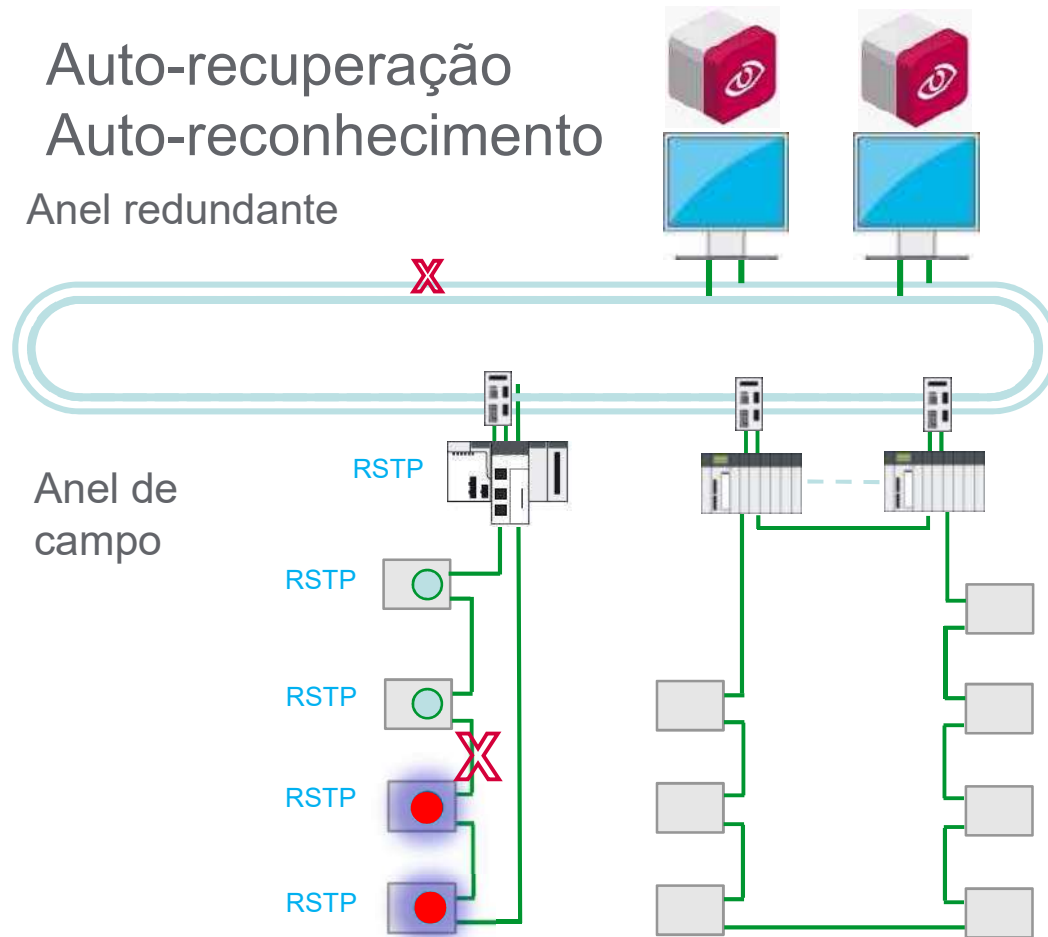 Auto-recuperação
Auto-reconhecimento
Anel redundante
X
RSTP
Anel de
campo
RSTP
RSTP
X
RSTP
RSTP